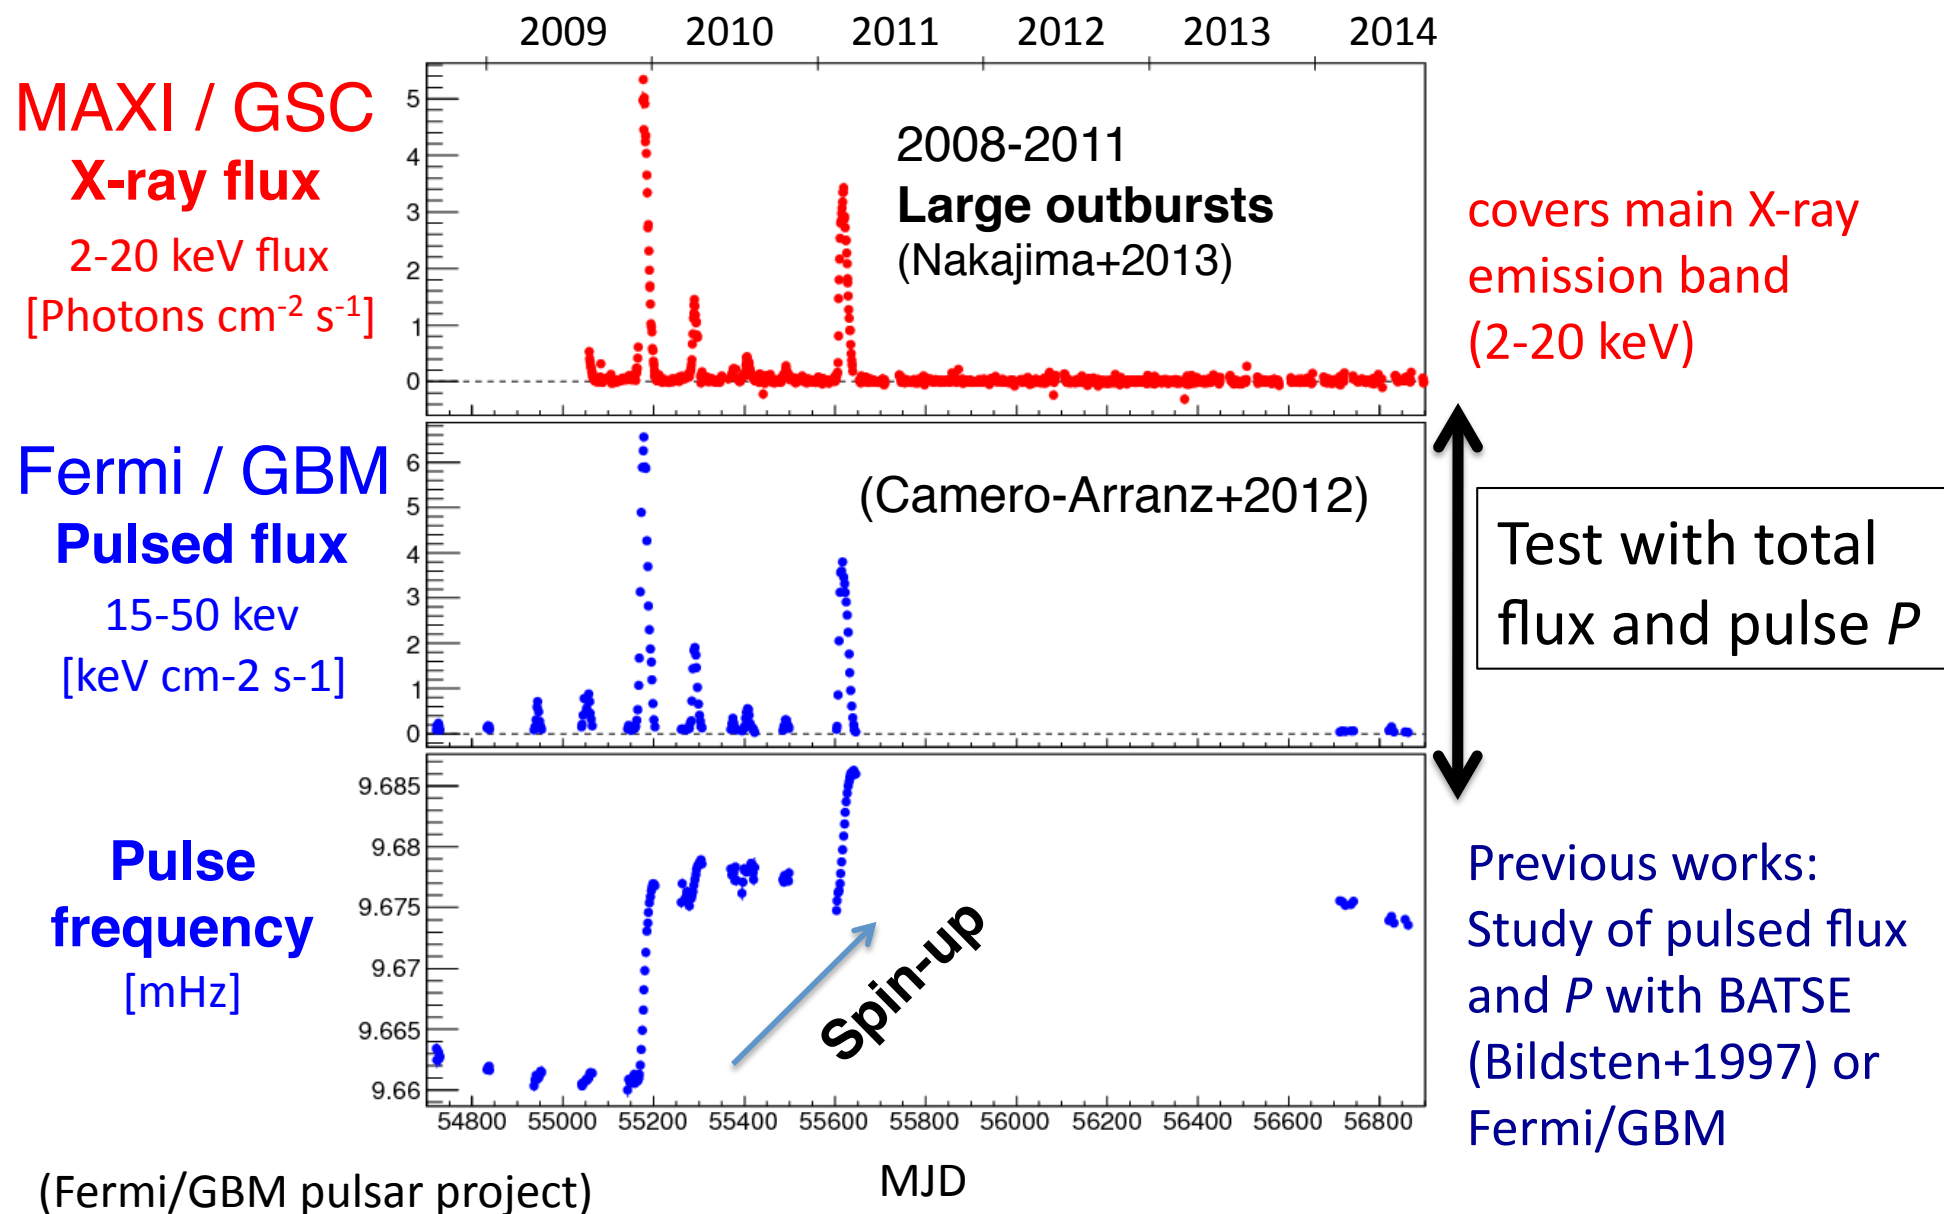 2009 2010 2011 2012 2013 2014
MAXI / GSC
X-ray flux
2-20 keV flux
[Photons cm-2 s-1]
5
4
3
2
1
0
2008-2011
Large outbursts
(Nakajima+2013)
covers main X-ray
emission band
(2-20 keV)
Fermi / GBM
Pulsed flux
15-50 kev
[keV cm-2 s-1]
6
5
4
3
2
1
0
(Camero-Arranz+2012)
Test with total
flux and pulse P
Pulse
frequency
[mHz]
9.685
9.68
9.675
9.67
9.665
9.66
Spin-up
Previous works:
Study of pulsed flux
and P with BATSE
(Bildsten+1997) or
Fermi/GBM
54800 55000 55200 55400 55600 55800 56000 56200 56400 56600 56800
MJD
(Fermi/GBM pulsar project)